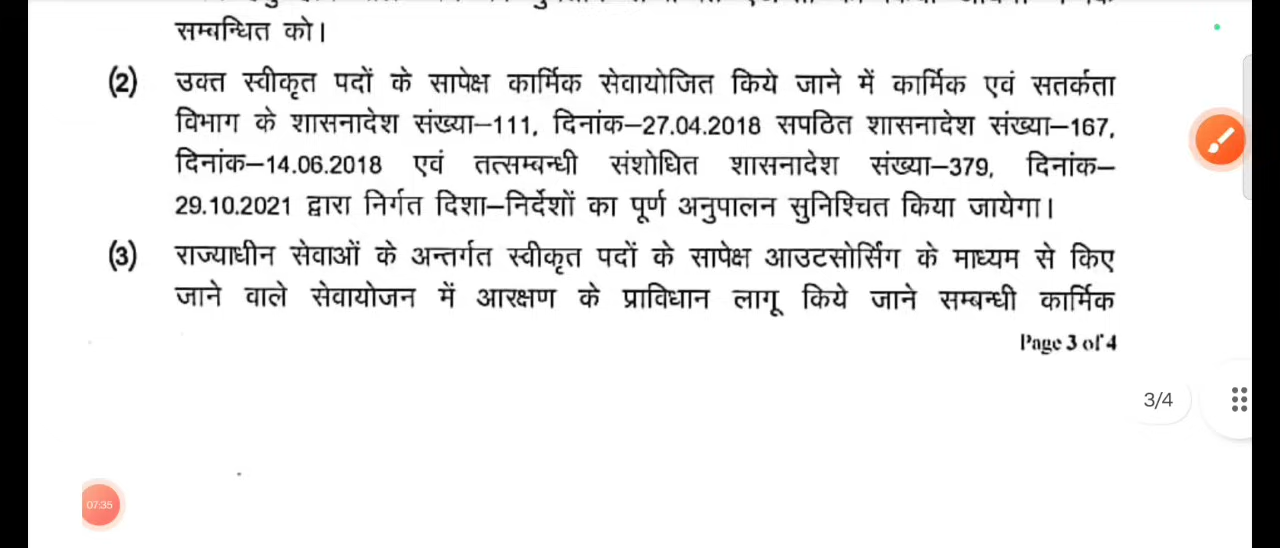 सम्बन्धित को।
(2) उक्त स्वीकृत पदों के सापेक्ष कार्मिक सेवायोजित किये जाने में कार्मिक एवं सतर्कता
विभाग के शासनादेश संख्या–111, दिनांक–27.04.2018 सपठित शासनादेश संख्या–167,
दिनांक–14.06.2018 एवं तत्सम्बन्धी संशोधित शासनादेश संख्या–379, दिनांक–
29.10.2021 द्वारा निर्गत दिशा–निर्देशों का पूर्ण अनुपालन सुनिश्चित किया जायेगा।
(3) राज्याधीन सेवाओं के अन्तर्गत स्वीकृत पदों के सापेक्ष आउटसोर्सिंग के माध्यम से किए
जाने वाले सेवायोजन में आरक्षण के प्राविधान लागू किये जाने सम्बन्धी कार्मिक
Page 3 of 4
3/4
07:35